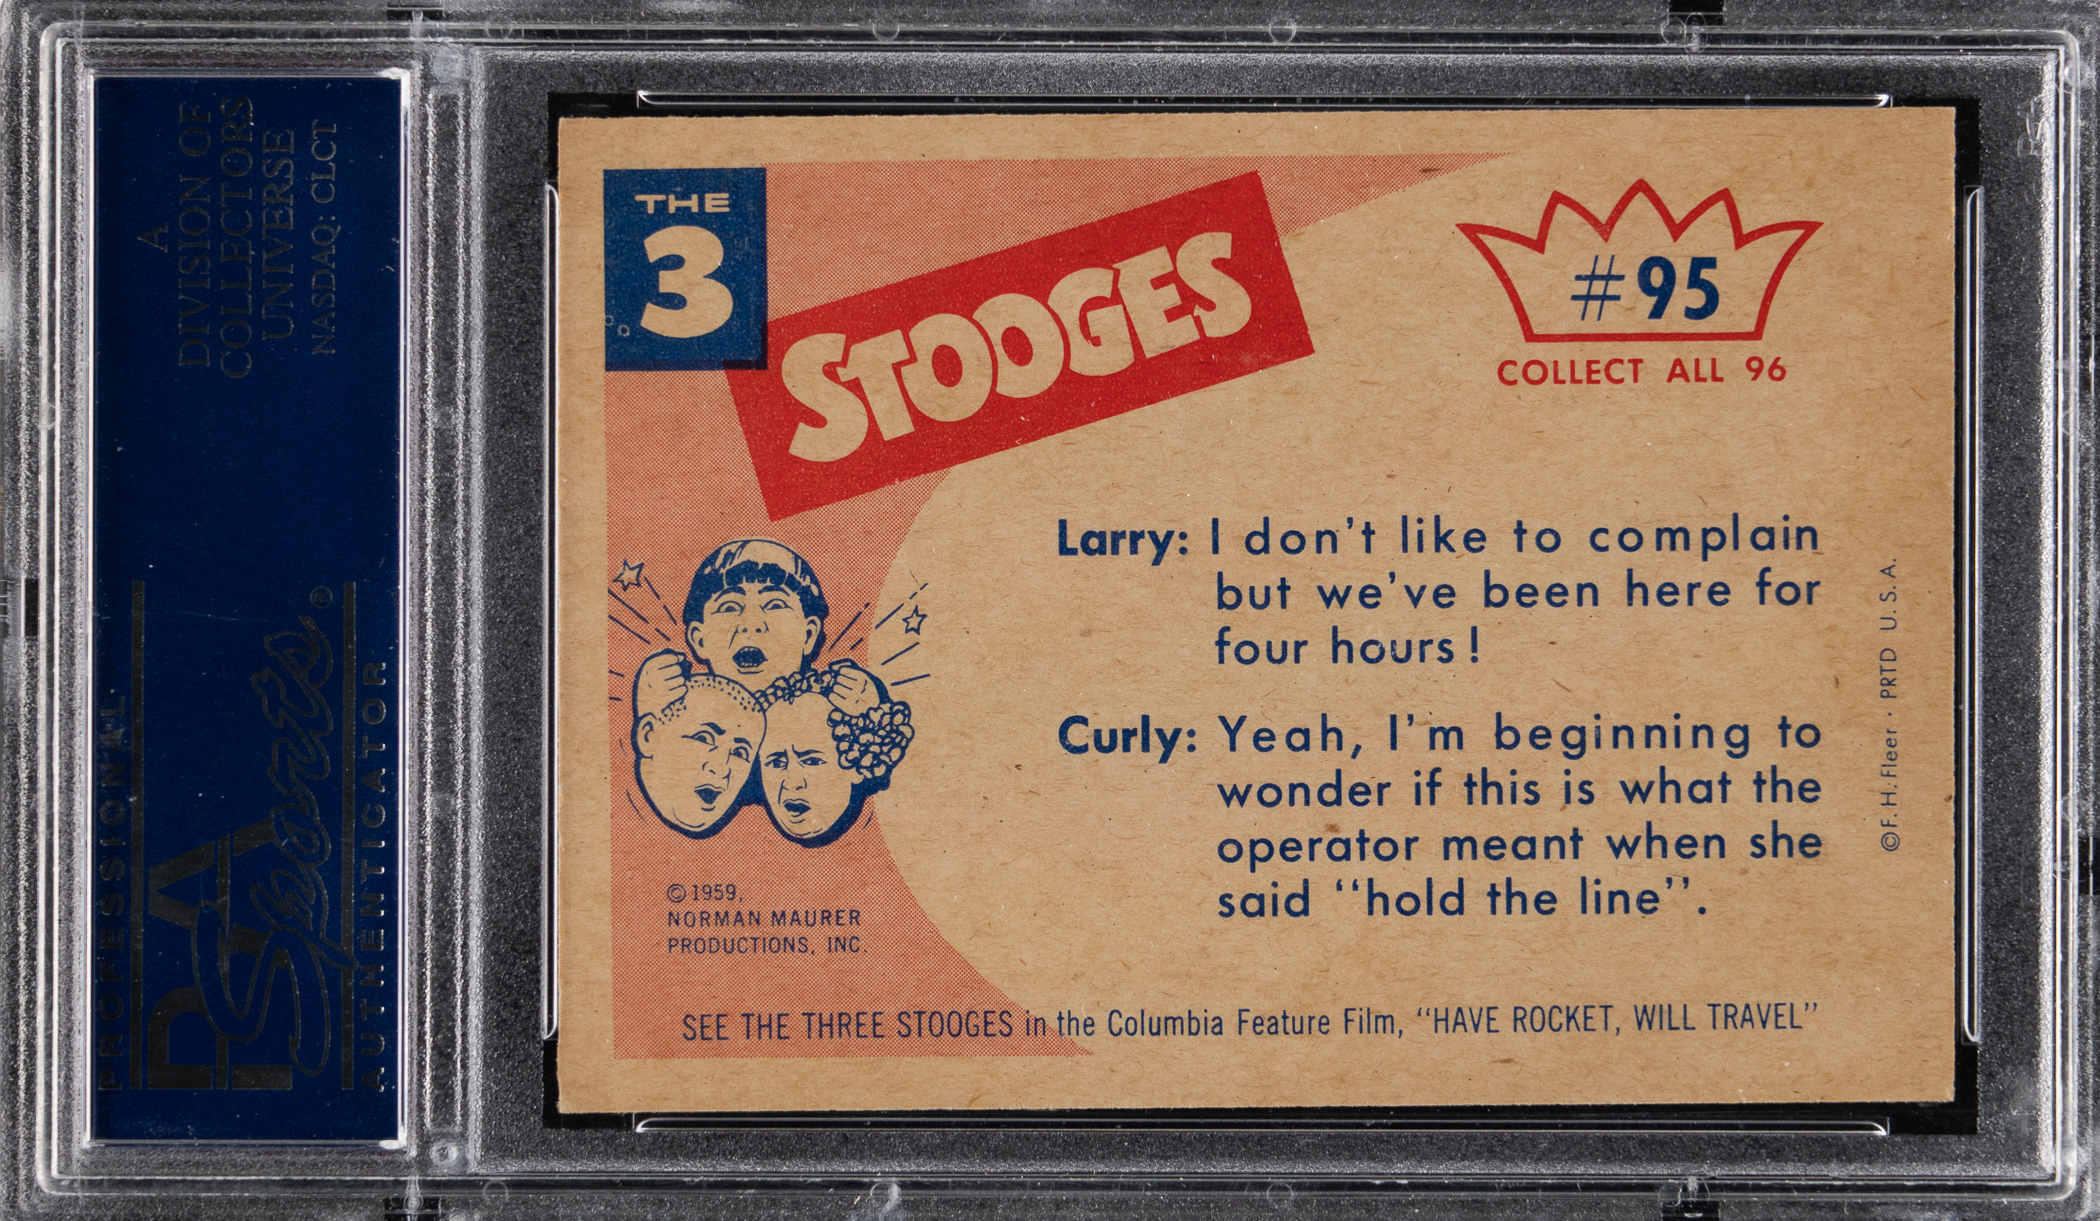 A
DIVISION OF
COLLECTORS
UNIVERSE
NASDAQ: CLCT
PROFESSIONAL
PSA
Sports®
AUTHENTICATOR
THE
3
STOOGES
#95
COLLECT ALL 96
Larry: I don't like to complain
but we've been here for
four hours!
Curly: Yeah, I'm beginning to
wonder if this is what the
operator meant when she
said "hold the line".
©F.H. Fleer • PRTD U.S.A.
© 1959,
NORMAN MAURER
PRODUCTIONS, INC.
SEE THE THREE STOOGES in the Columbia Feature Film, "HAVE ROCKET, WILL TRAVEL"